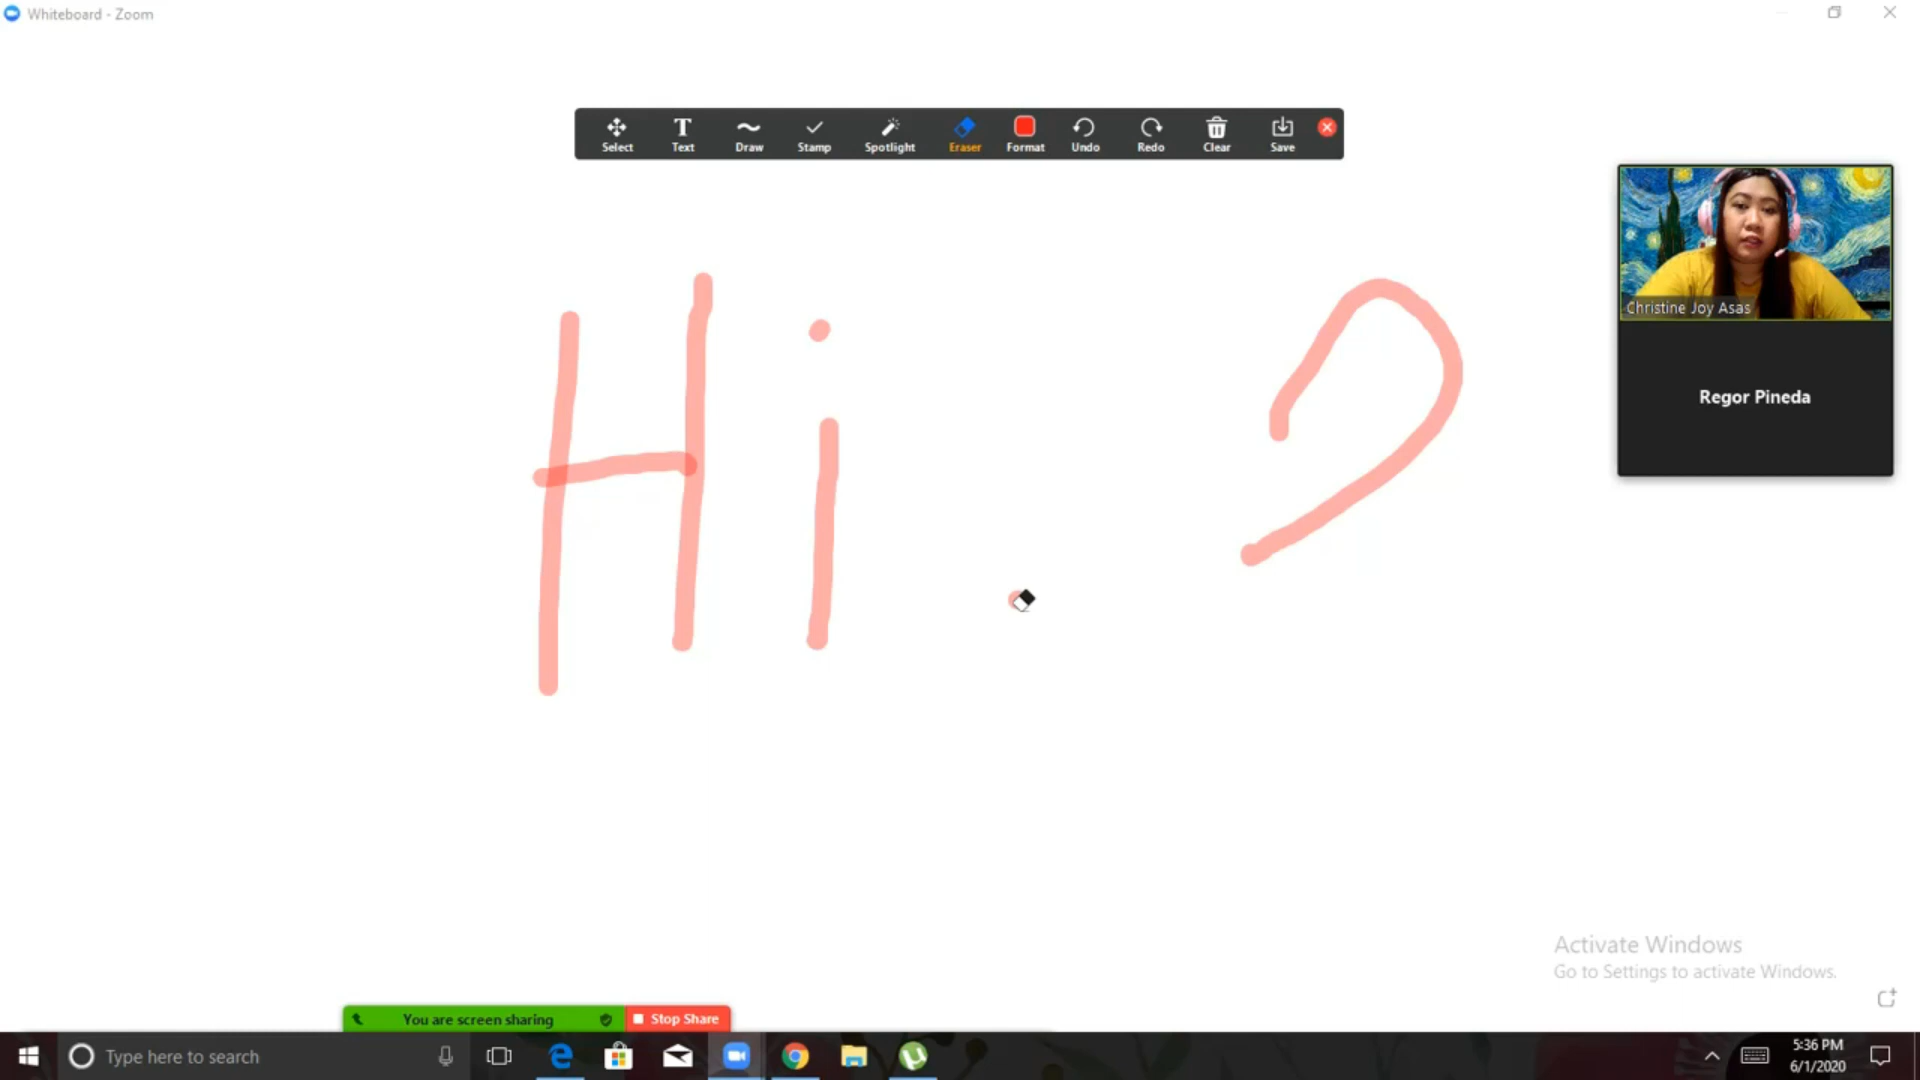 Whiteboard - Zoom
Select Text Draw Stamp Spotlight Eraser Format Undo Redo Clear Save
Hi
Christine Joy Asas
Regor Pineda
Activate Windows
Go to Settings to activate Windows.
You are screen sharing Stop Share
Type here to search
5:36 PM
6/1/2020